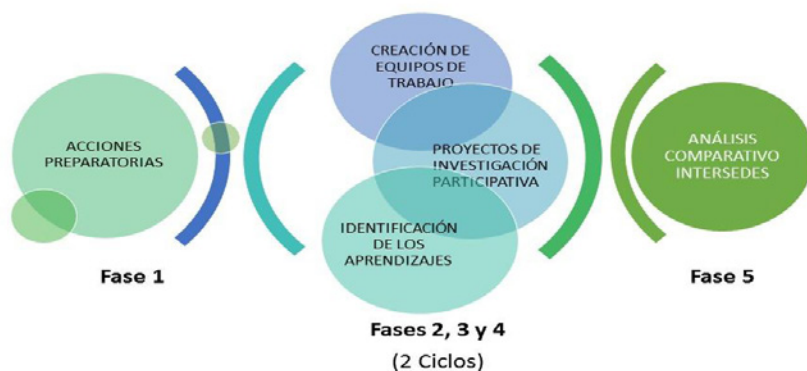 ACCIONES
PREPARATORIAS
Fase 1
CREACIÓN DE
EQUIPOS DE
TRABAJO
PROYECTOS DE
INVESTIGACIÓN
PARTICIPATIVA
IDENTIFICACIÓN
DE LOS
APRENDIZAJES
Fases 2, 3 y 4
(2 Ciclos)
ANÁLISIS
COMPARATIVO
INTERSEDES
Fase 5